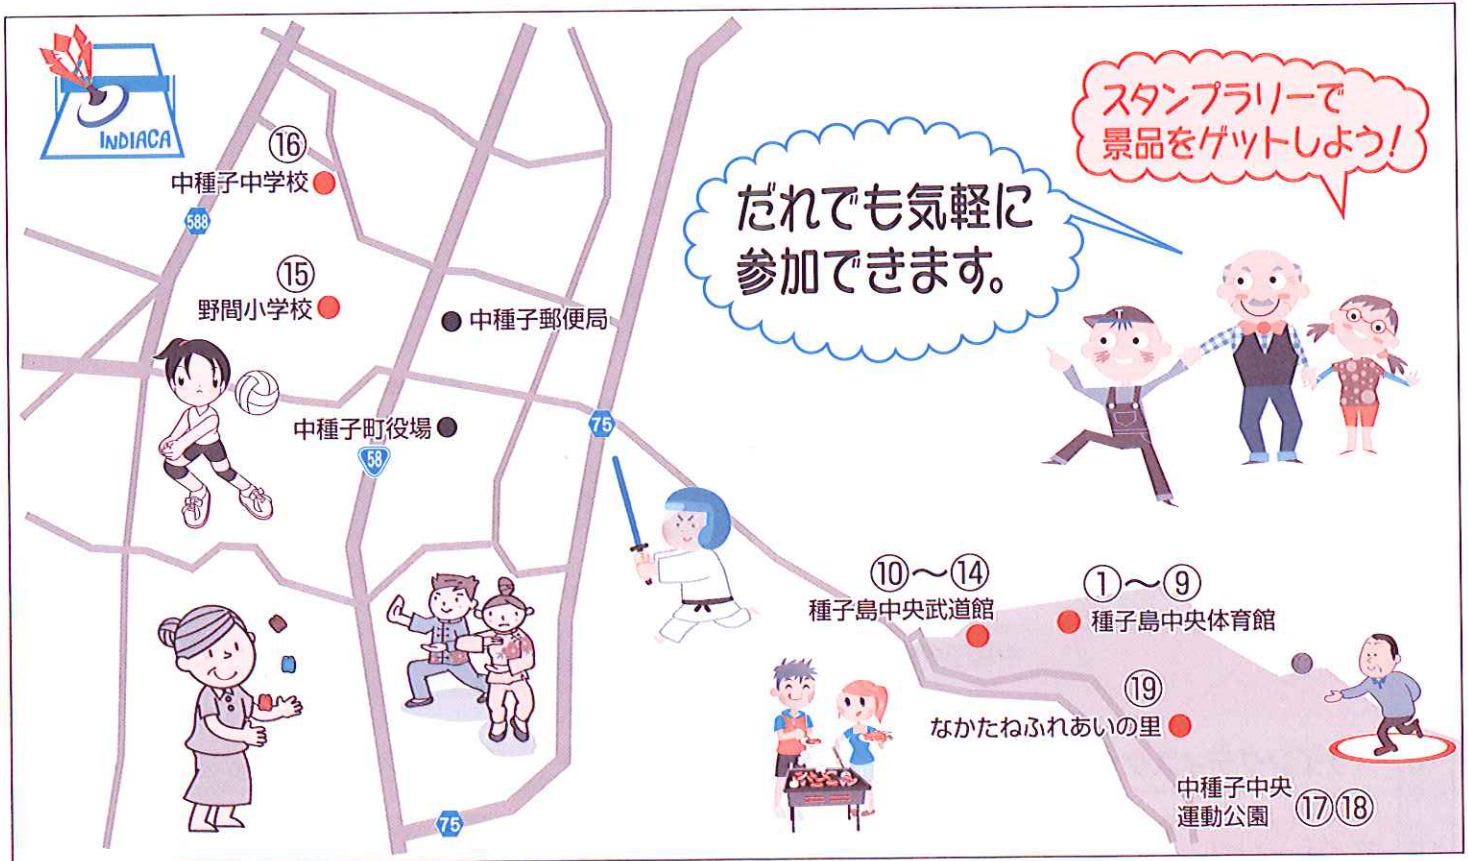 INDIACA
⑯
中種子中学校
588
⑮
野間小学校
中種子郵便局
中種子町役場
58
75
75
だれでも気軽に
参加できます。
スタンプラリーで
景品をゲットしよう!
⑩〜⑭
種子島中央武道館
①〜⑨
種子島中央体育館
⑲
なかたねふれあいの里
中種子中央
運動公園 ⑰⑱
T